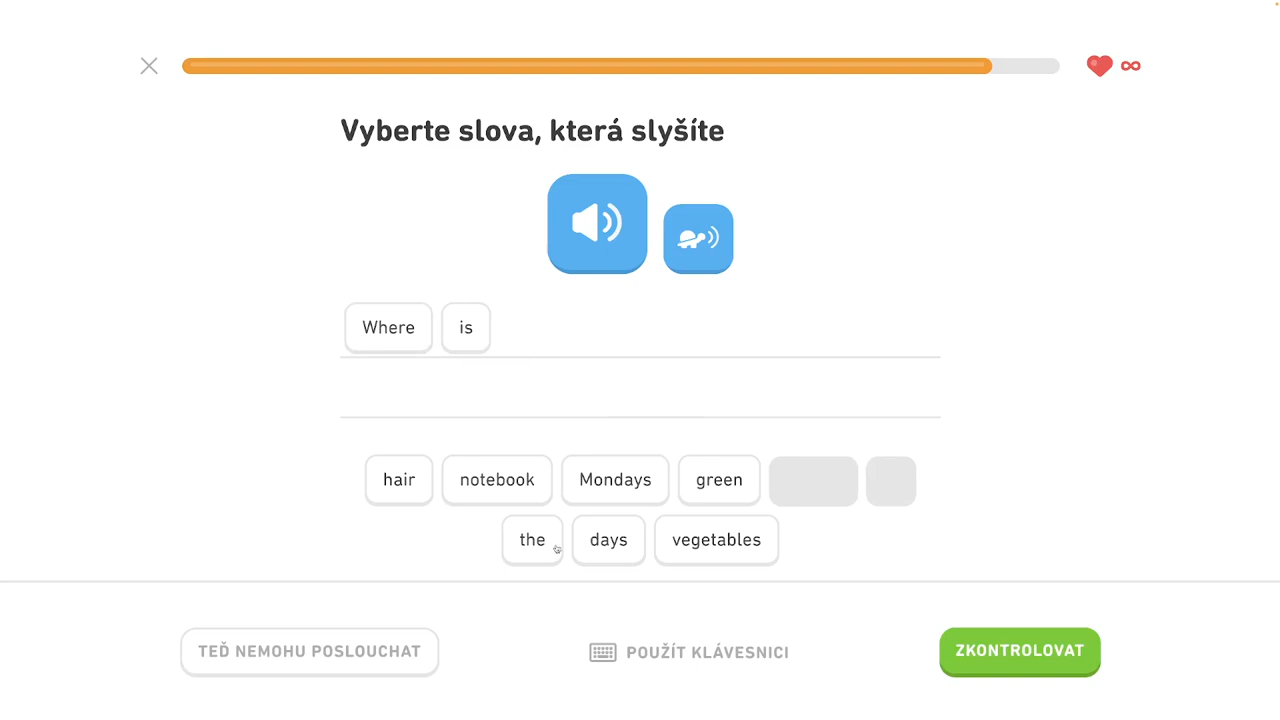 Vyberte slova, která slyšíte
Where is
hair notebook Mondays green
the days vegetables
TEĎ NEMOHU POSLOUCHAT POUŽÍT KLÁVESNICI ZKONTROLOVAT